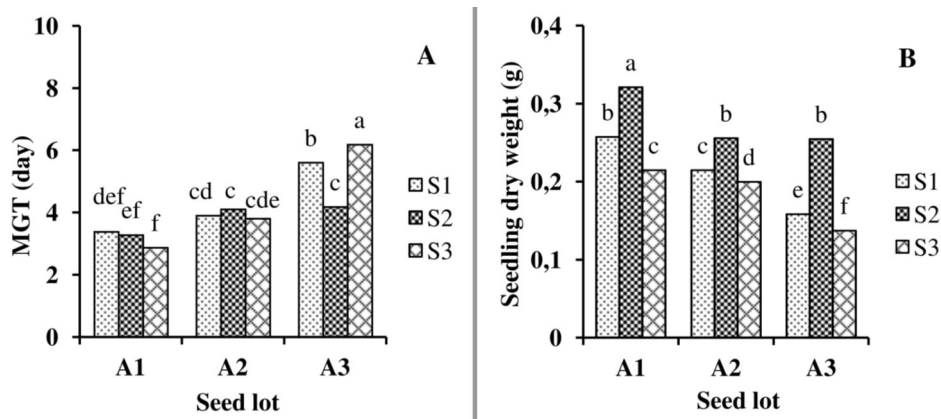 A
MGT (day)
10
8
6
4
2
0
def
ef
f
cd
c
cde
b
c
a
A1
A2
A3
Seed lot
S1
S2
S3
B
Seedling dry weight (g)
0,4
0,3
0,2
0,1
0
b
a
c
c
b
d
e
b
f
A1
A2
A3
Seed lot
S1
S2
S3